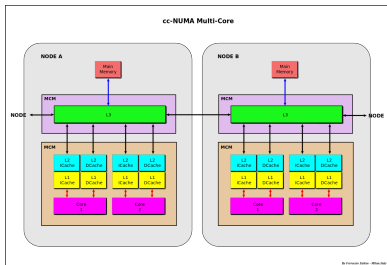 cc-NUMA Multi-Core
NODE A
NODE B
Main
Memory
Main
Memory
MCM
MCM
NODE
L3
L3
NODE
MCM
MCM
L2
ICache
L2
DCache
L2
ICache
L2
DCache
L2
ICache
L2
DCache
L2
ICache
L2
DCache
L1
ICache
L1
DCache
L1
ICache
L1
DCache
L1
ICache
L1
DCache
L1
ICache
L1
DCache
Core
Core
Core
Core